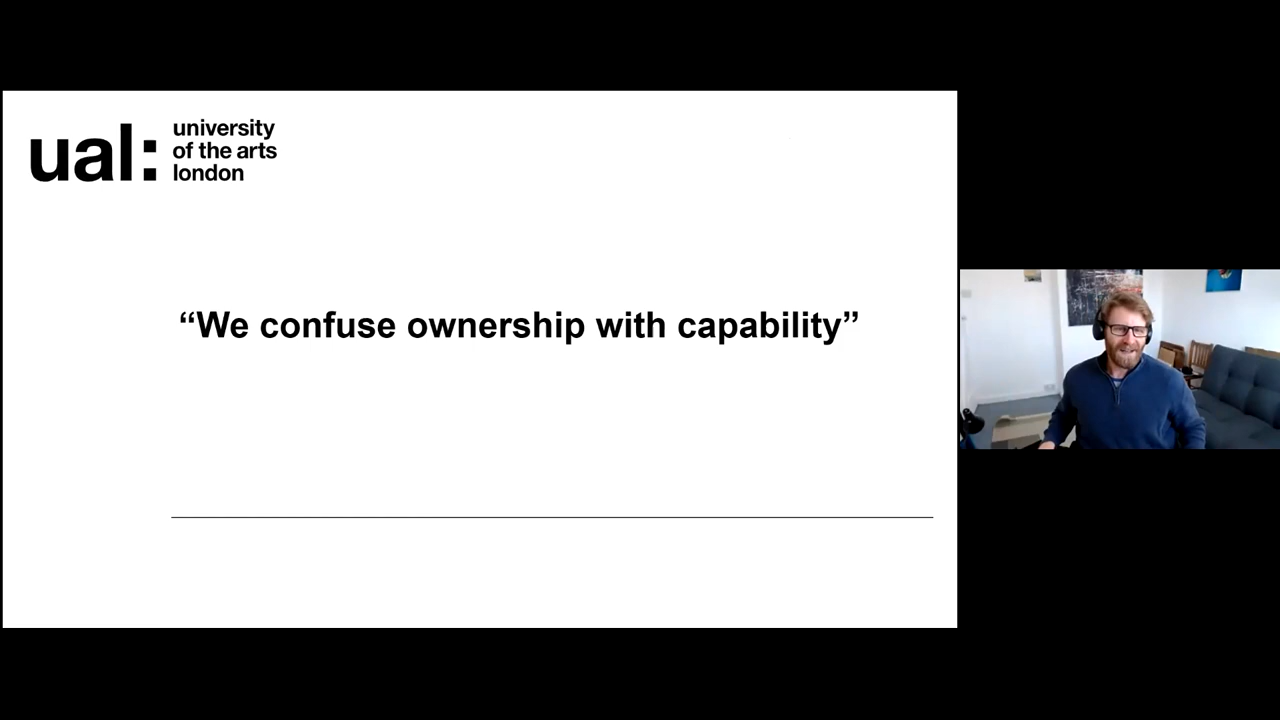 ual:
university
of the arts
london
“We confuse ownership with capability”